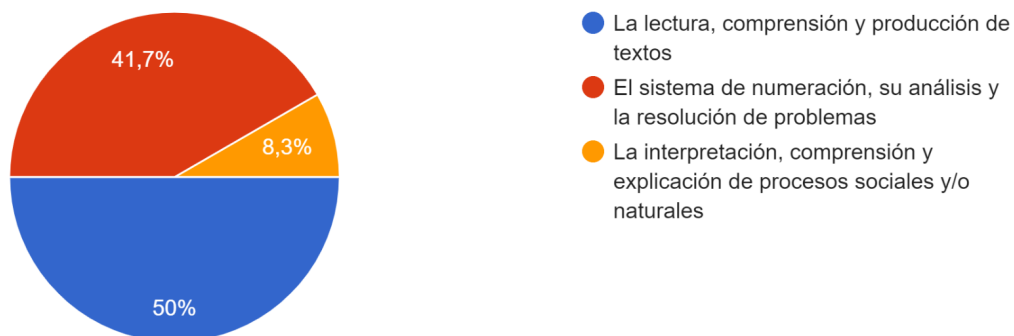 41,7%
8,3%
50%
La lectura, comprensión y producción de
textos
El sistema de numeración, su análisis y
la resolución de problemas
La interpretación, comprensión y
explicación de procesos sociales y/o
naturales